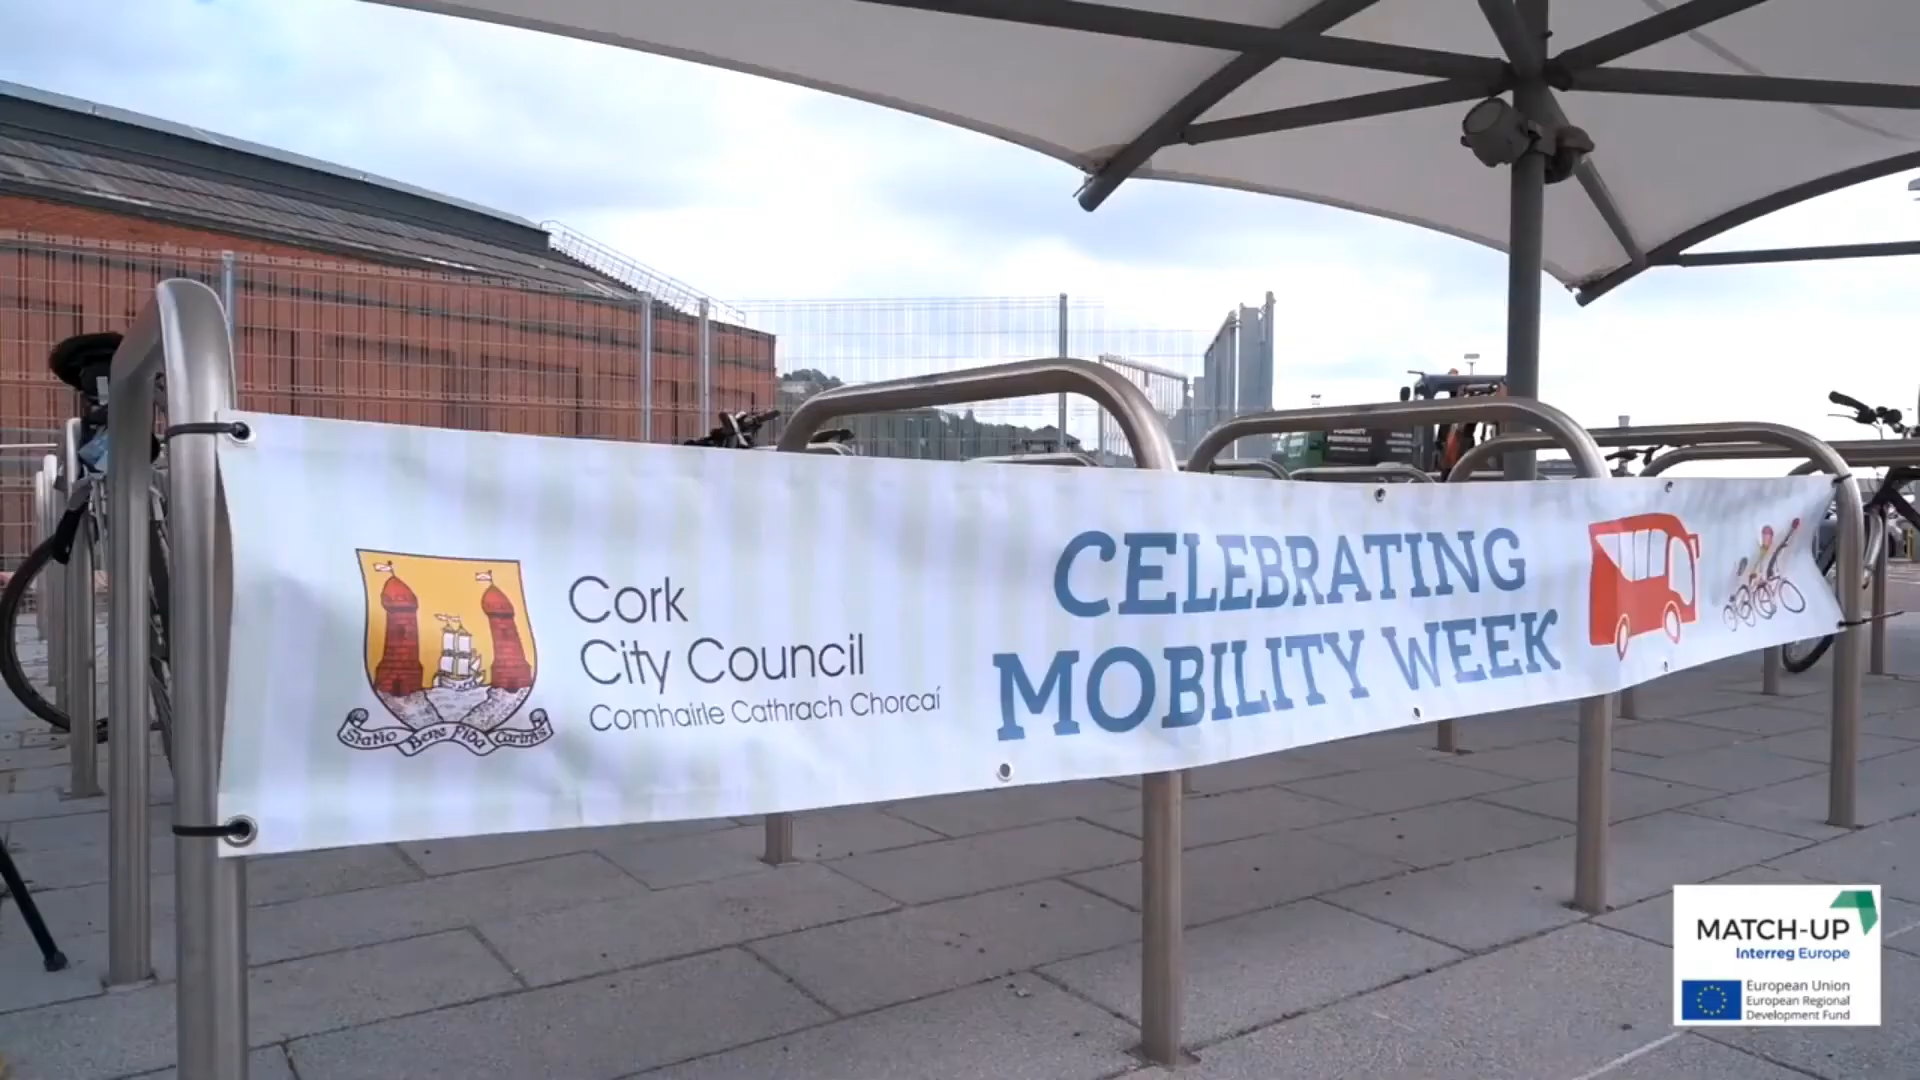 Cork
City Council
Comhairle Cathrach Chorcaí
Statio Bene Fida Carinis
CELEBRATING
MOBILITY WEEK
MATCH-UP
Interreg Europe
European Union
European Regional
Development Fund